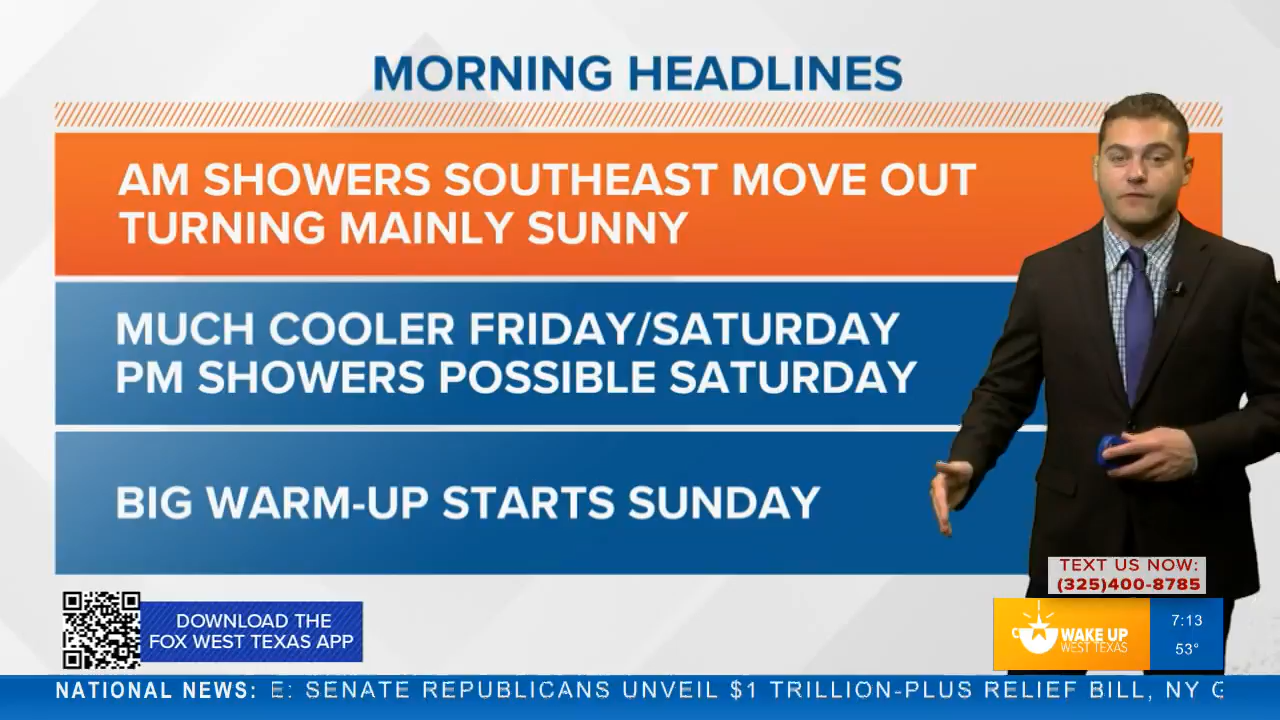 MORNING HEADLINES
AM SHOWERS SOUTHEAST MOVE OUT
TURNING MAINLY SUNNY
MUCH COOLER FRIDAY/SATURDAY
PM SHOWERS POSSIBLE SATURDAY
BIG WARM-UP STARTS SUNDAY
TEXT US NOW:
(325)400-8785
DOWNLOAD THE
FOX WEST TEXAS APP
WAKE UP
WEST TEXAS
7:13
53°
NATIONAL NEWS: E: SENATE REPUBLICANS UNVEIL $1 TRILLION-PLUS RELIEF BILL, NY